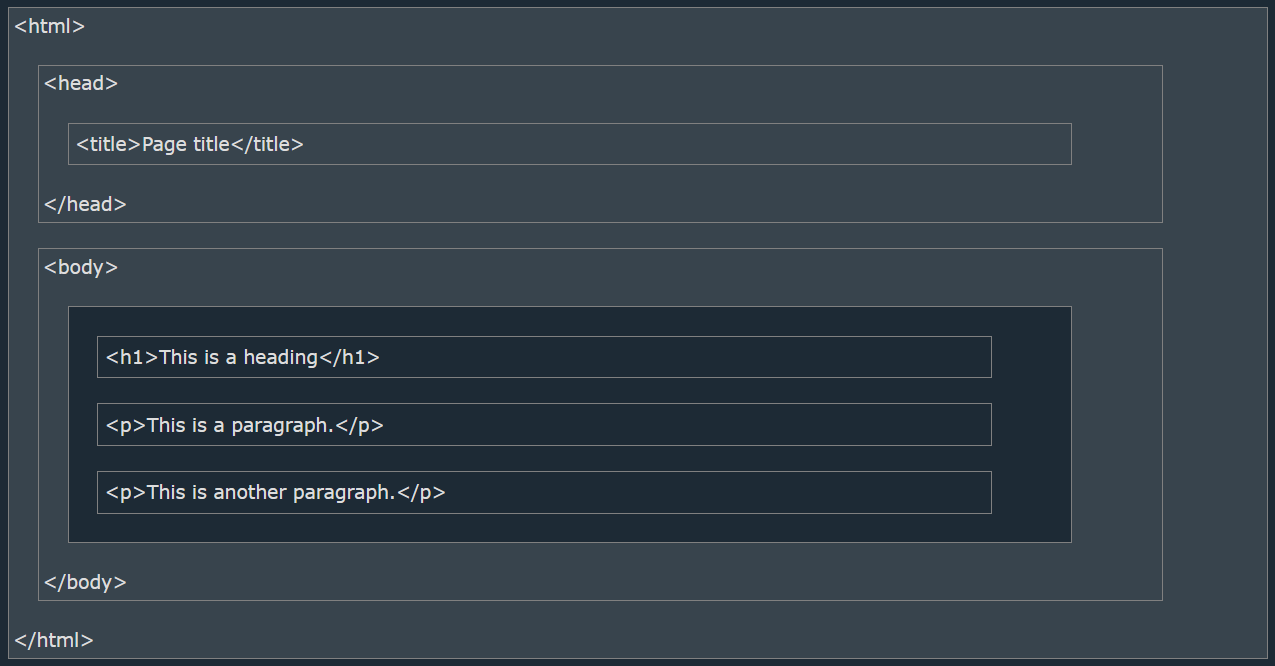 <html>
<head>
<title>Page title</title>
</head>
<body>
<h1>This is a heading</h1>
<p>This is a paragraph.</p>
<p>This is another paragraph.</p>
</body>
</html>